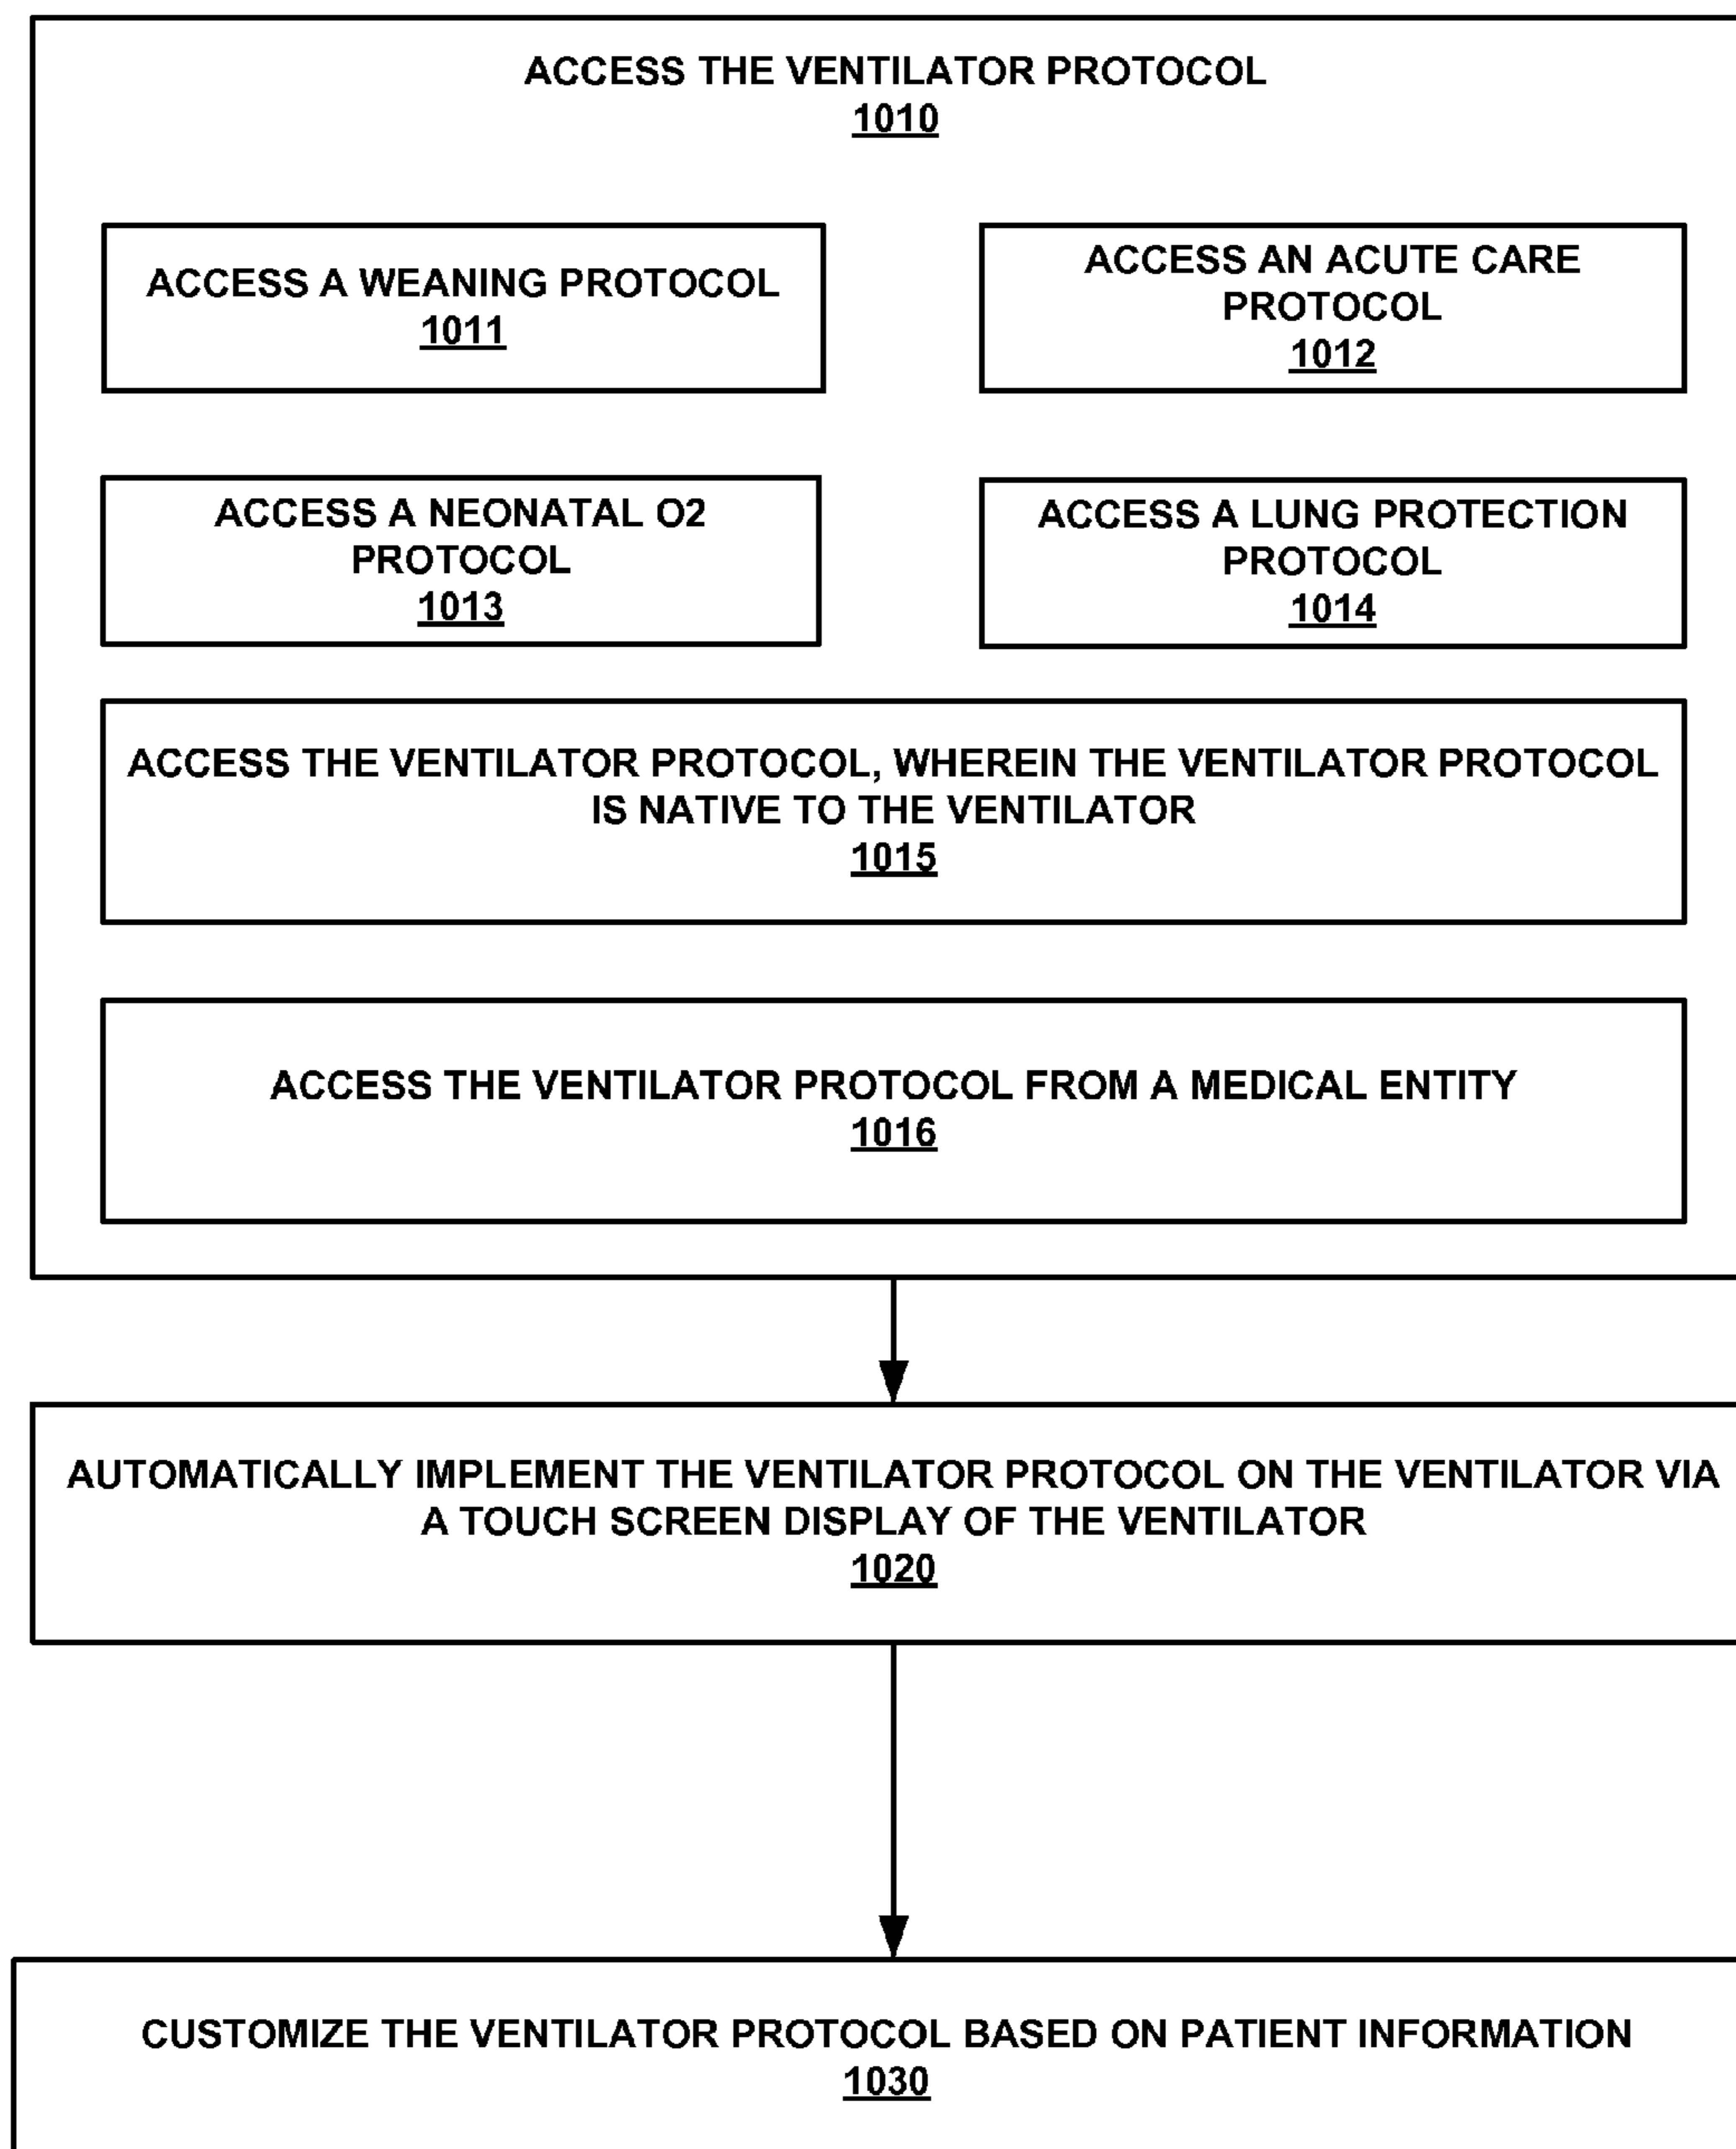 ACCESS THE VENTILATOR PROTOCOL
1010
ACCESS A WEANING PROTOCOL
1011
ACCESS AN ACUTE CARE
PROTOCOL
1012
ACCESS A NEONATAL O2
PROTOCOL
1013
ACCESS A LUNG PROTECTION
PROTOCOL
1014
ACCESS THE VENTILATOR PROTOCOL, WHEREIN THE VENTILATOR PROTOCOL
IS NATIVE TO THE VENTILATOR
1015
ACCESS THE VENTILATOR PROTOCOL FROM A MEDICAL ENTITY
1016
AUTOMATICALLY IMPLEMENT THE VENTILATOR PROTOCOL ON THE VENTILATOR VIA
A TOUCH SCREEN DISPLAY OF THE VENTILATOR
1020
CUSTOMIZE THE VENTILATOR PROTOCOL BASED ON PATIENT INFORMATION
1030